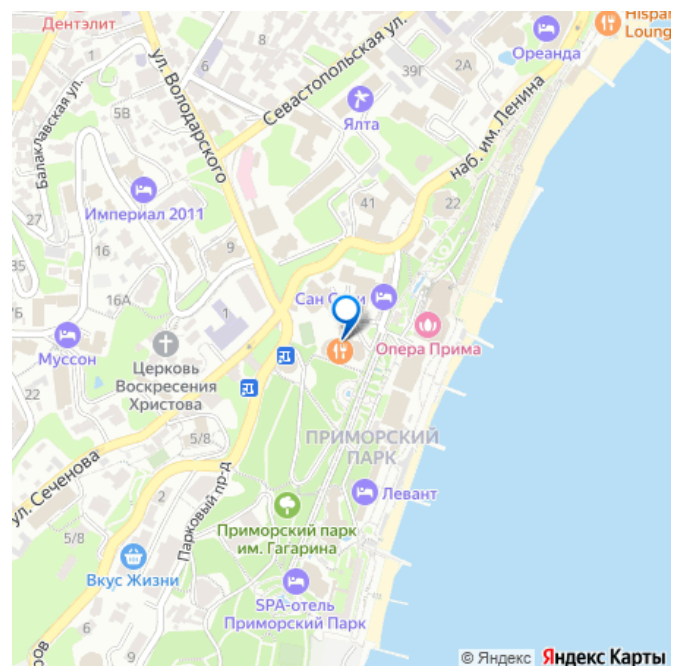 Дентэлит
Hispan
Loung
Ореанда
8
6
39Г
2А
Севастопольская ул.
ул. Володарского
Балаклавская ул.
5В
Ялта
наб. им. Ленина
Империал 2011
27
16
9
41
22
35
16А
7Б
1
Сан
Муссон
Церковь
Воскресения
Христова
Опера Прима
ПРИМОРСКИЙ
ПАРК
5/8
ул. Сеченова
Левант
2
Парковый пр-д
Приморский парк
им. Гагарина
5/8
Вкус Жизни
SPA-отель
Приморский Парк
ров
9
6
© Яндекс Яндекс Карты